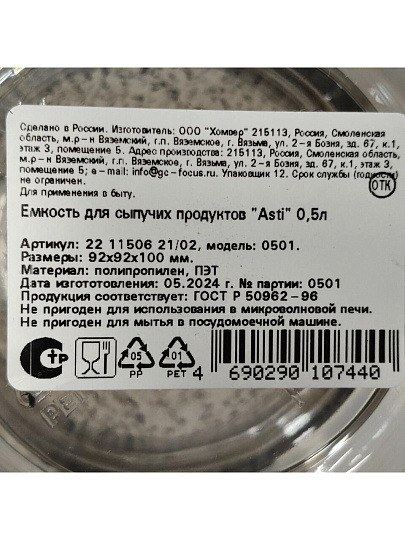 Сделано в России. Изготовитель: ООО "Хомвер" 215113, Россия, Смоленская
область, м.р-н Вяземский, г.п. Вяземское, г. Вязьма, ул. 2-я Бозня, зд. 67, к.1,
этаж 3, помещение 5. Адрес производства: 215113, Россия, Смоленская область,
м.р-н Вяземский, г.п. Вяземское, г. Вязьма, ул. 2-я Бозня, зд. 67, к.1, этаж 3,
помещение 5; e-mail: info@gc-focus.ru. Упаковщик 12. Срок службы (годности)
не ограничен.
Для применения в быту.
ОТК
Емкость для сыпучих продуктов "Asti" 0,5л
Артикул: 22 11506 21/02, модель: 0501.
Размеры: 92х92х100 мм.
Материал: полипропилен, ПЭТ
Дата изготовления: 05.2024 г. № партии: 0501
Продукция соответствует: ГОСТ Р 50962-96
Не пригоден для использования в микроволновой печи.
Не пригоден для мытья в посудомоечной машине.
05 01
PP PET
4 690290 107440